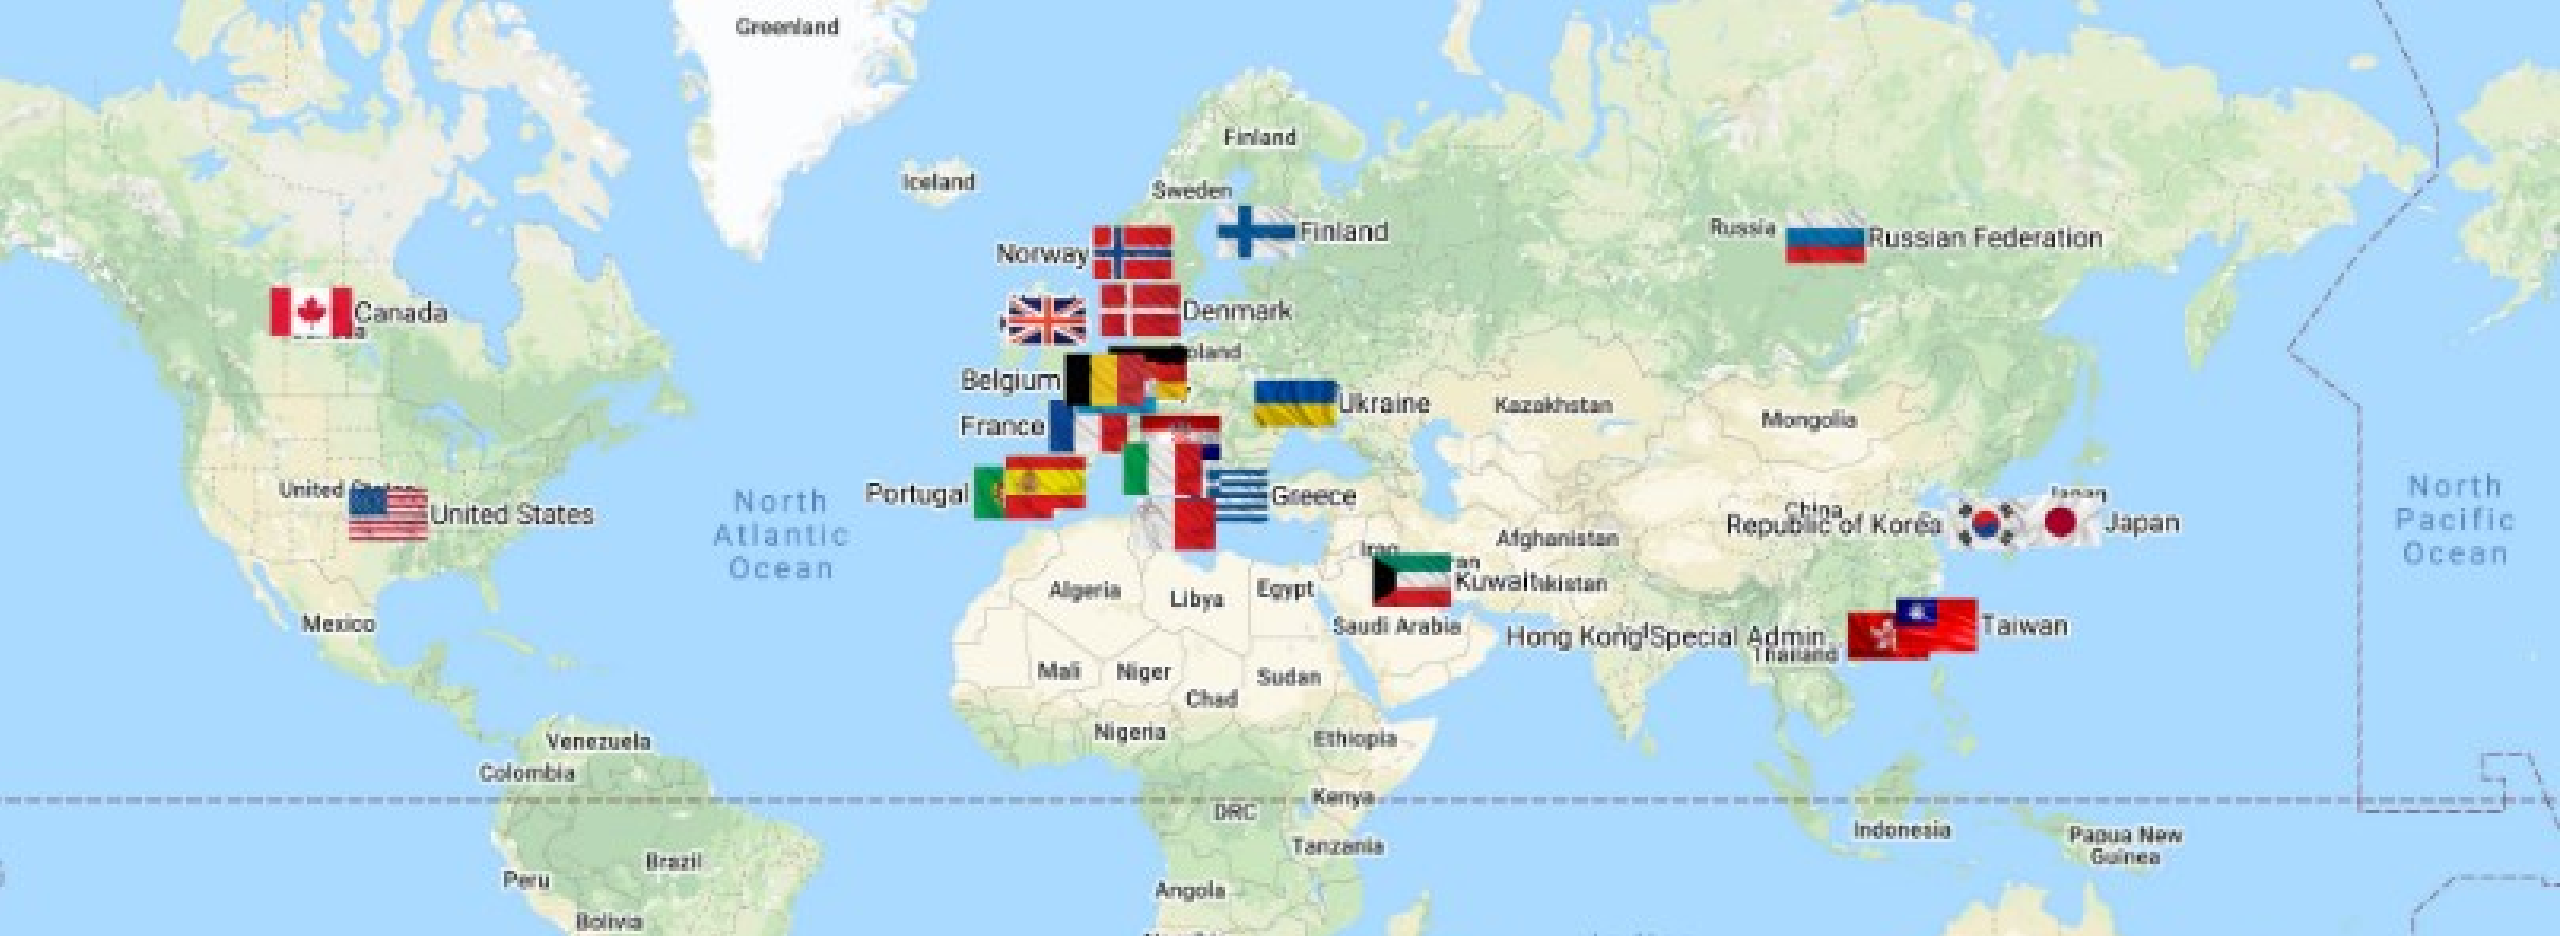 Greenland
Finland
Iceland
Sweden
Finland
Norway
Russia
Russian Federation
Canada
Denmark
Belgium
Ukraine
Kazakhstan
France
Mongolia
United
United States
Portugal
Greece
North
Atlantic
Ocean
North
Pacific
Ocean
China
Japan
Republic of Korea
Japan
Iran
Afghanistan
Kuwait
Algeria
Libya
Egypt
Saudi Arabia
Mexico
Hong Kong Special Admin
Taiwan
Thailand
Mali
Niger
Chad
Sudan
Nigeria
Ethiopia
Venezuela
Colombia
Kenya
DRC
Tanzania
Indonesia
Papua New
Guinea
Brazil
Peru
Angola
Bolivia